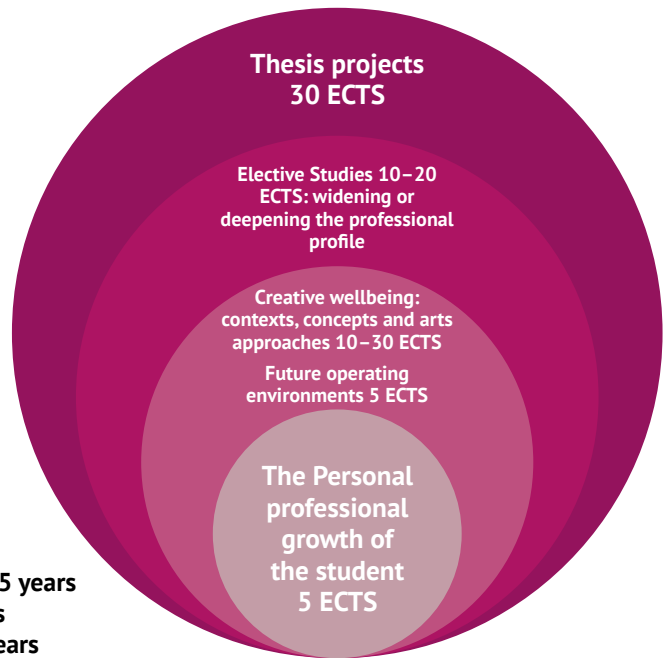 Thesis projects
30 ECTS
Elective Studies 10–20
ECTS: widening or
deepening the professional
profile
Creative wellbeing:
contexts, concepts and arts
approaches 10–30 ECTS
Future operating
environments 5 ECTS
The Personal
professional
growth of
the student
5 ECTS
5 years
s
ears